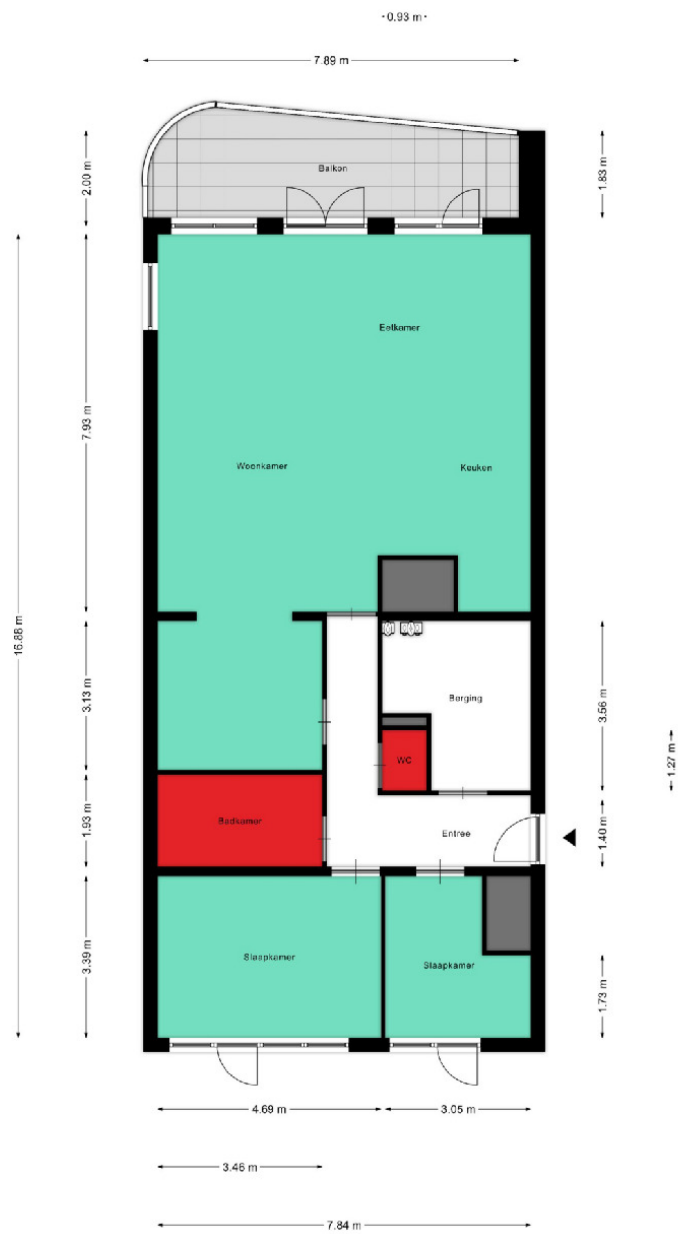 0.93 m
7.89 m
2.00 m
Balkon
1.83 m
Eetkamer
7.93 m
Woonkamer
Keuken
16.88 m
3.13 m
Berging
3.56 m
WC
1.27 m
1.93 m
Badkamer
Entree
1.40 m
3.39 m
Slaapkamer
Slaapkamer
1.73 m
4.69 m
3.05 m
3.46 m
7.84 m